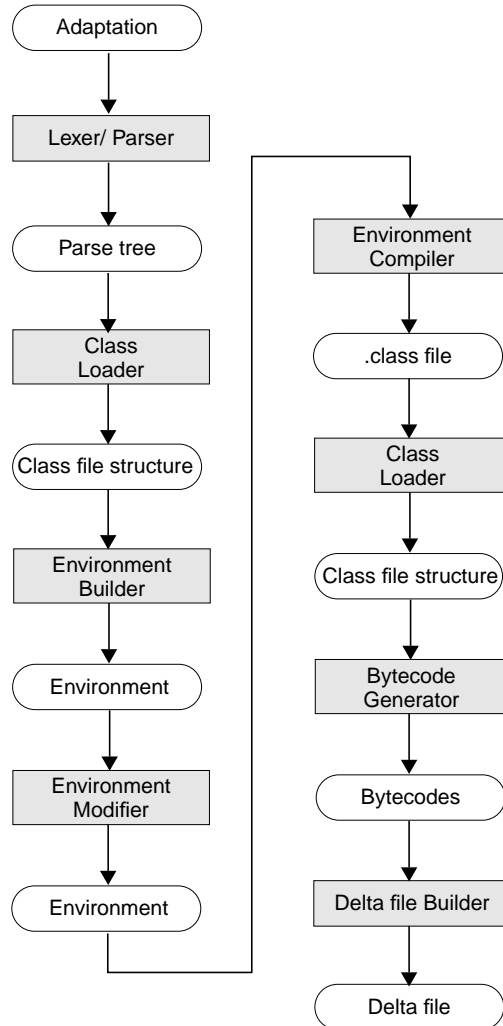 Adaptation
Lexer/ Parser
Parse tree
Class
Loader
Class file structure
Environment
Builder
Environment
Environment
Modifier
Environment
Environment
Compiler
.class file
Class
Loader
Class file structure
Bytecode
Generator
Bytecodes
Delta file Builder
Delta file